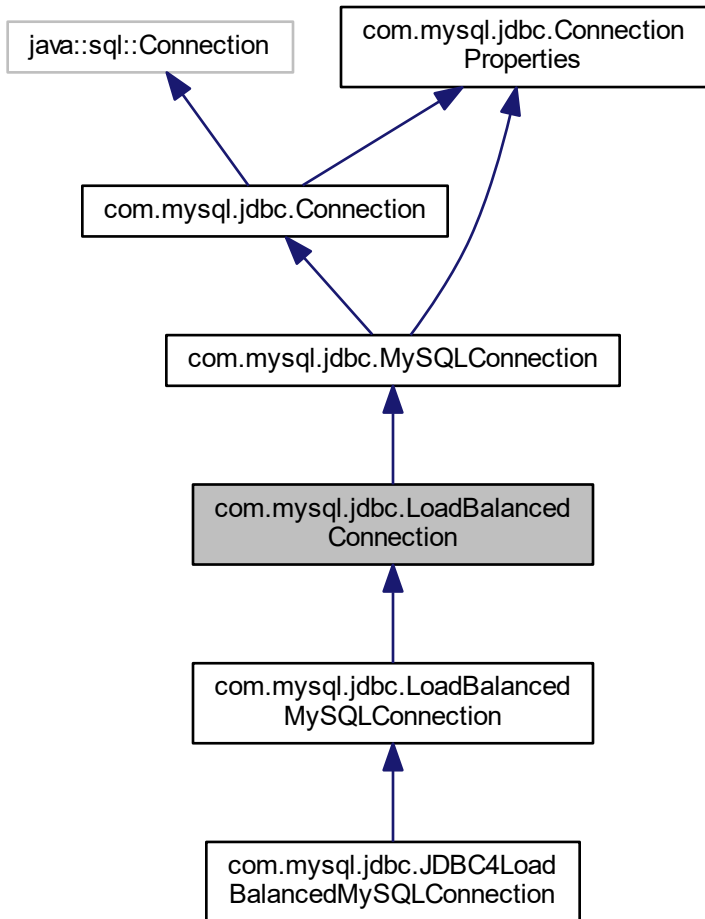 java::sql::Connection
com.mysql.jdbc.Connection
Properties
com.mysql.jdbc.Connection
com.mysql.jdbc.MySQLConnection
com.mysql.jdbc.LoadBalanced
Connection
com.mysql.jdbc.LoadBalanced
MySQLConnection
com.mysql.jdbc.JDBC4Load
BalancedMySQLConnection